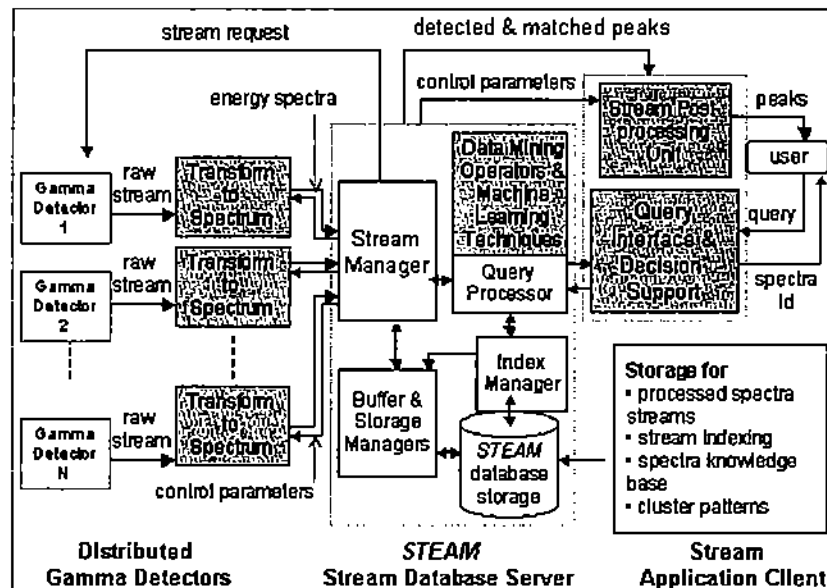 stream request
detected & matched peaks
control parameters
energy spectra
raw
stream
Gamma
Detector
1
Transform
to
Spectrum
raw
stream
Gamma
Detector
2
Transform
to
Spectrum
raw
stream
Gamma
Detector
N
Transform
to
Spectrum
control parameters
Stream
Manager
Data Mining
Operators &
Machine
Learning
Techniques
Query
Processor
Buffer &
Storage
Managers
Index
Manager
STEAM
database
storage
Stream Post-
processing
Unit
peaks
user
query
Query
Interface &
Decision
Support
spectra
Id
Storage for
• processed spectra
streams
• stream Indexing
• spectra knowledge
base
• cluster patterns
Distributed
Gamma Detectors
STEAM
Stream Database Server
Stream
Application Client